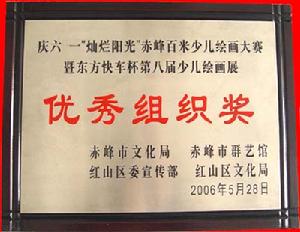 庆六一“灿烂阳光”赤峰百米少儿绘画大赛
暨东方快车杯第八届少儿绘画展
优秀组织奖
赤峰市文化局 赤峰市群艺馆
红山区委宣传部 红山区文化局
2006年5月28日